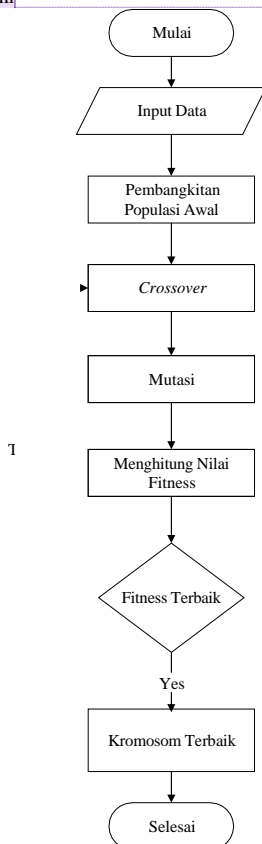 Mulai
Input Data
Pembangkitan
Populasi Awal
Crossover
Mutasi
Menghitung Nilai
Fitness
Fitness Terbaik
Yes
Kromosom Terbaik
Selesai